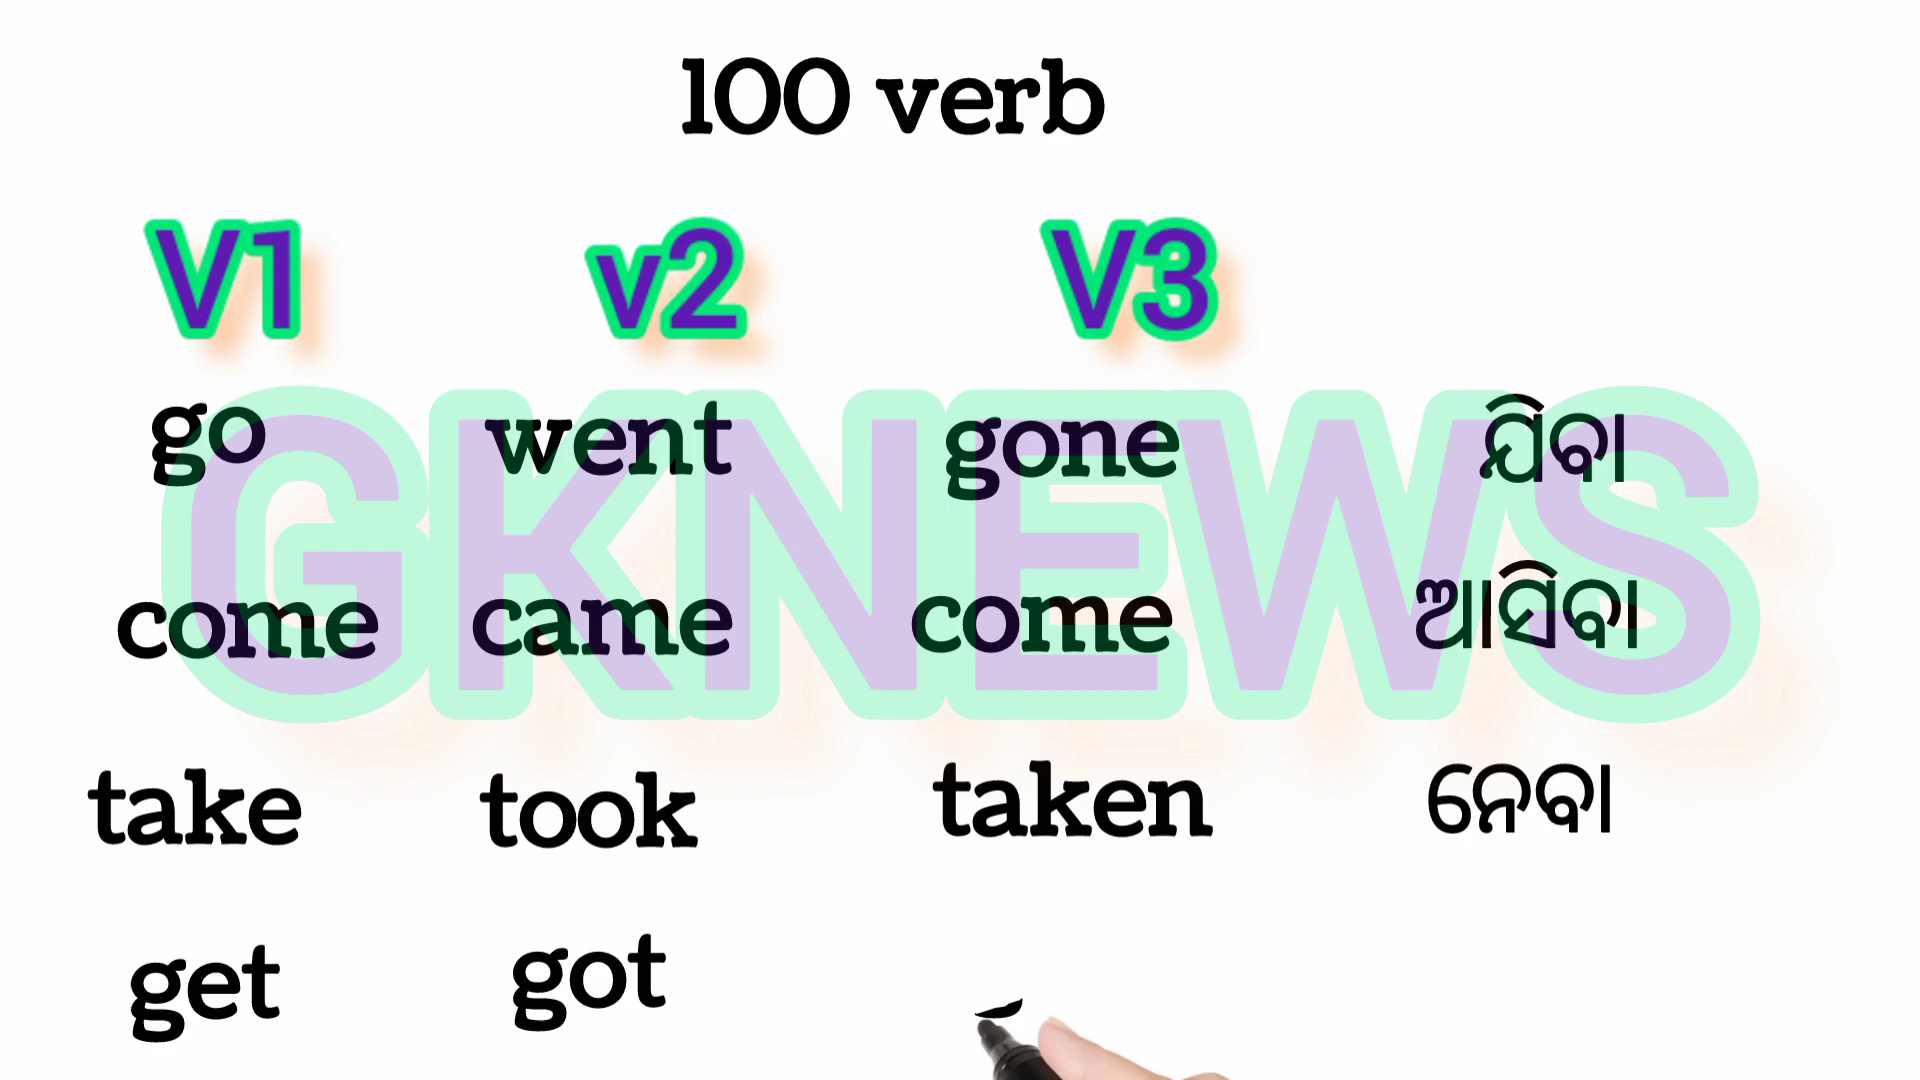 100 verb
V1 v2 V3
GKNEWS
go went gone ଯିବା
come came come ଆସିବା
take took taken ନେବା
get got